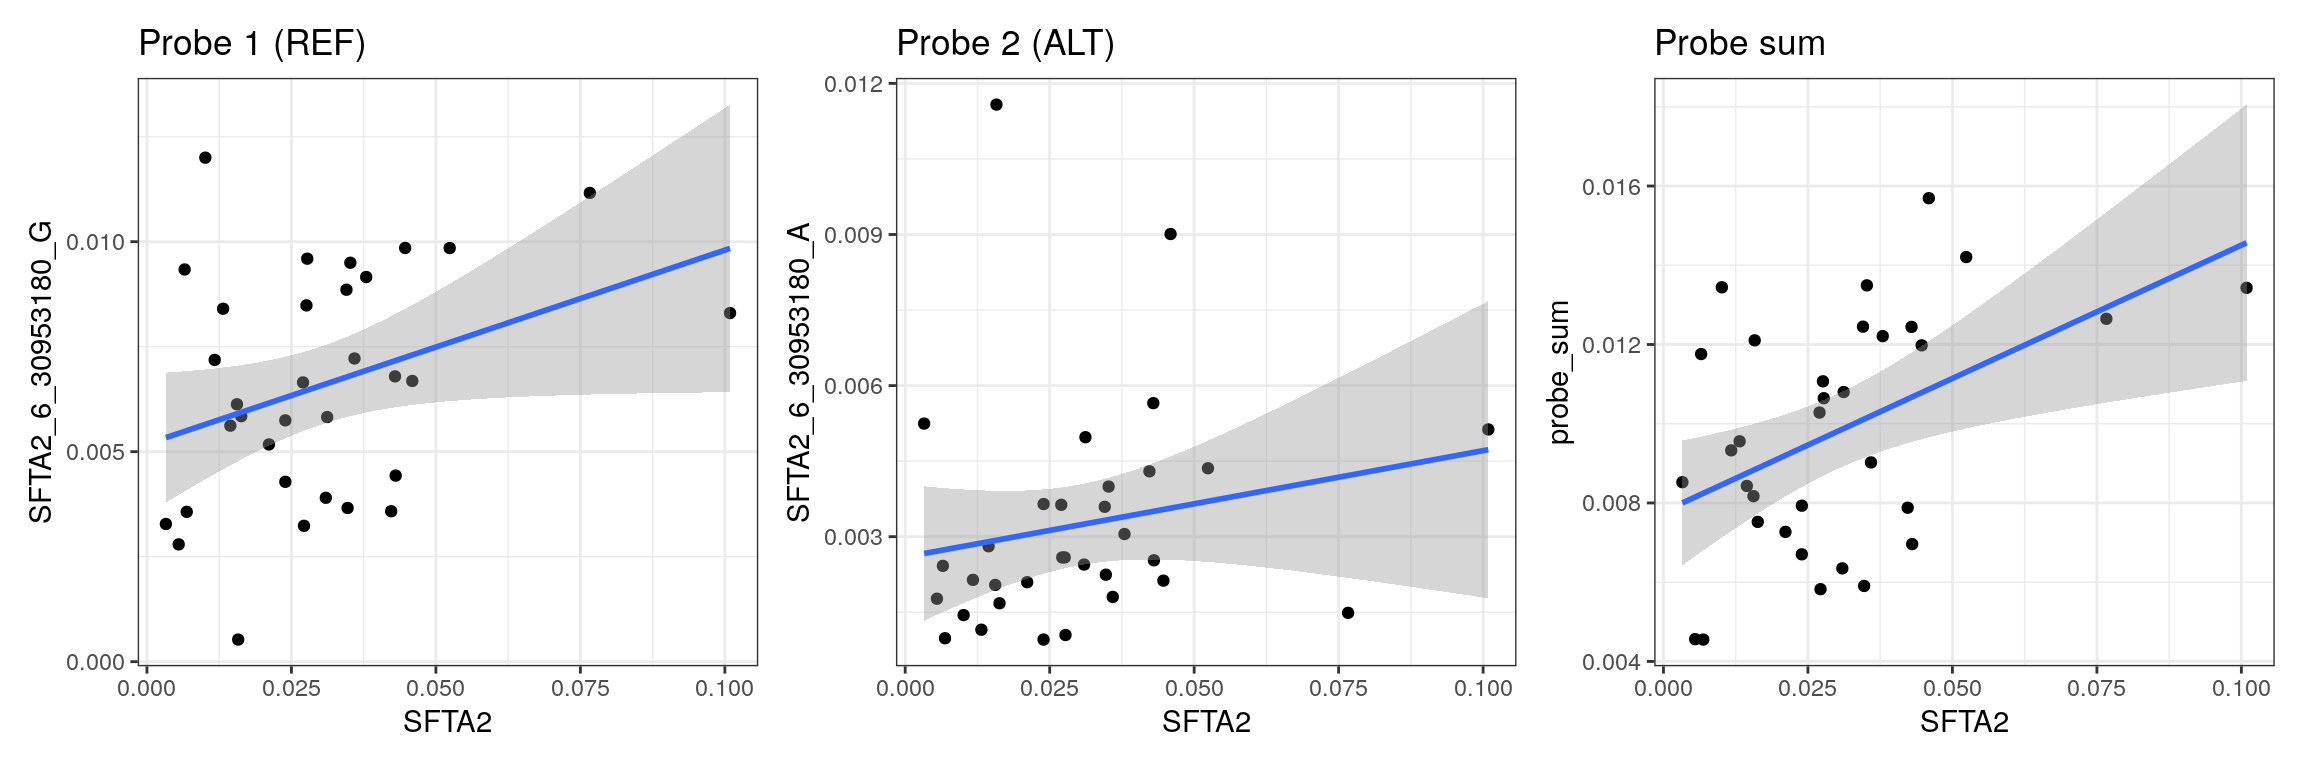 Probe 1 (REF)
SFTA2_6_30953180_G
0.010
0.005
0.000
0.000 0.025 0.050 0.075 0.100
SFTA2
Probe 2 (ALT)
SFTA2_6_30953180_A
0.012
0.009
0.006
0.003
0.000 0.025 0.050 0.075 0.100
SFTA2
Probe sum
probe_sum
0.016
0.012
0.008
0.004
0.000 0.025 0.050 0.075 0.100
SFTA2